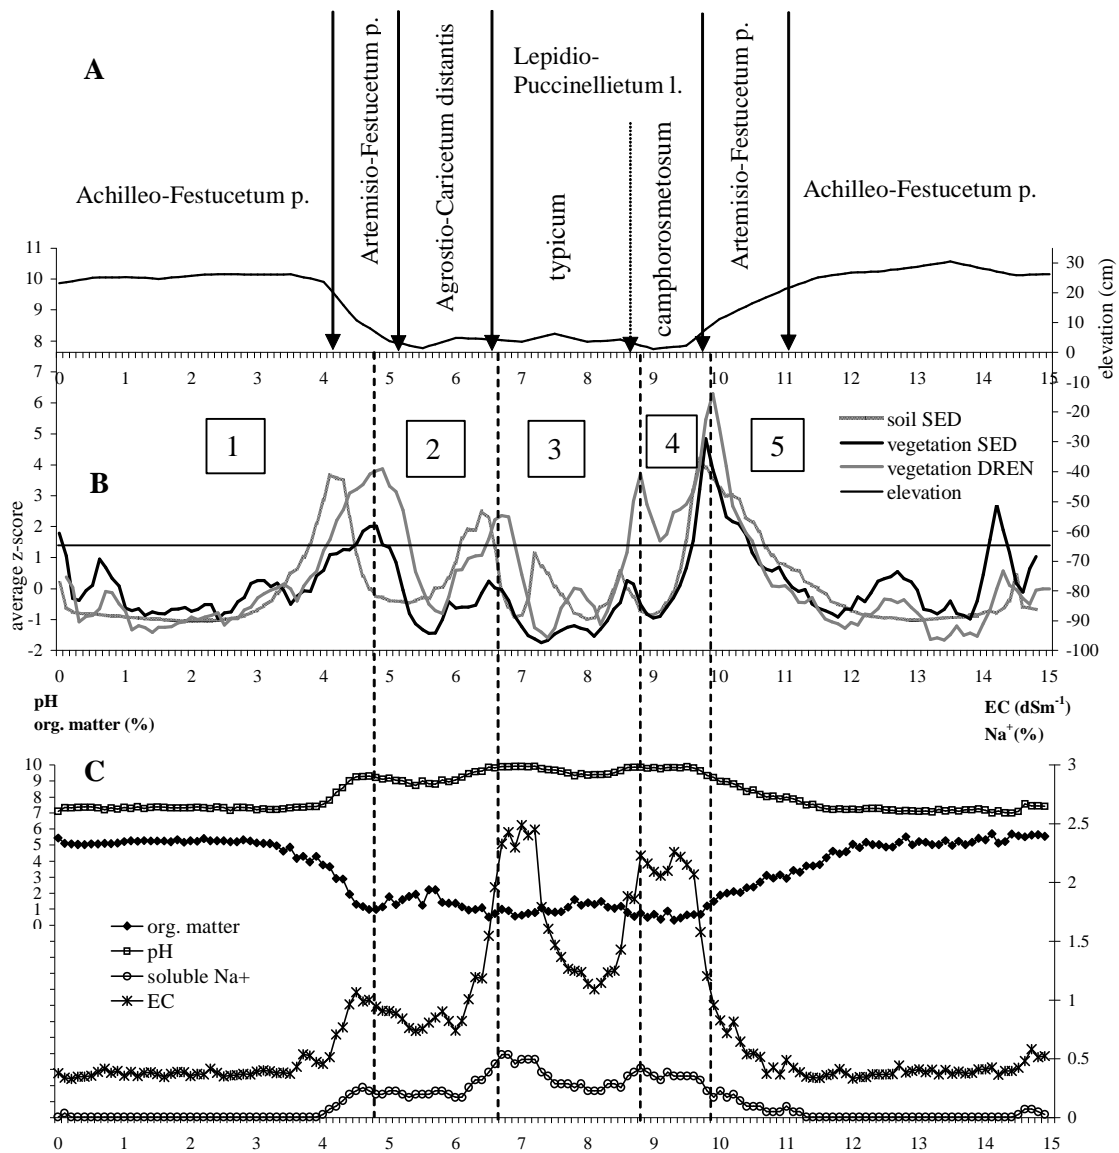 A
Artemisio-Festucetum p.
Agrostio-Caricetum distantis
Lepidio-
Puccinellietum l.
typicum
camphorosmetosum
Artemisio-Festucetum p.
Achilleo-Festucetum p.
Achilleo-Festucetum p.
11
10
9
8
30
20
10
0
elevation (cm)
0 1 2 3 4 5 6 7 8 9 10 11 12 13 14 15
B
1
2
3
4
5
soil SED
vegetation SED
vegetation DREN
elevation
average z-score
7
6
5
4
3
2
1
0
-1
-2
-10
-20
-30
-40
-50
-60
-70
-80
-90
-100
0 1 2 3 4 5 6 7 8 9 10 11 12 13 14 15
pH
org. matter (%)
EC (dSm-1)
Na+(%)
C
10
9
8
7
6
5
4
3
2
1
0
3
2.5
2
1.5
1
0.5
0
org. matter
pH
soluble Na+
EC
0 1 2 3 4 5 6 7 8 9 10 11 12 13 14 15